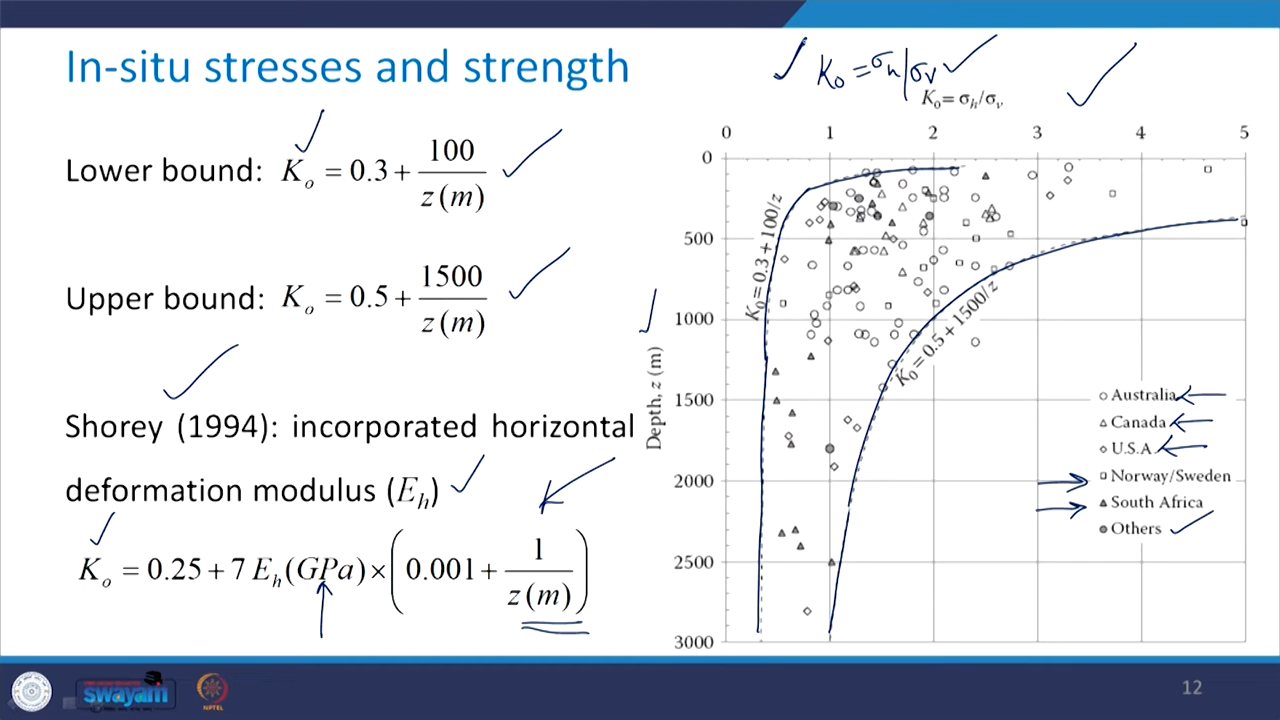 In-situ stresses and strength
Lower bound: K_o = 0.3 + 100 / z(m)
Upper bound: K_o = 0.5 + 1500 / z(m)
Shorey (1994): incorporated horizontal
deformation modulus (E_h)
K_o = 0.25 + 7 E_h(GPa) × (0.001 + 1 / z(m))
K_0 = σ_h/σ_v
K_0 = σ_h/σ_v
0 1 2 3 4 5
0
500
1000
1500
2000
2500
3000
Depth, z (m)
K_0 = 0.3 + 100/z
K_0 = 0.5 + 1500/z
Australia
Canada
U.S.A.
Norway/Sweden
South Africa
Others
swayam
NPTEL
12